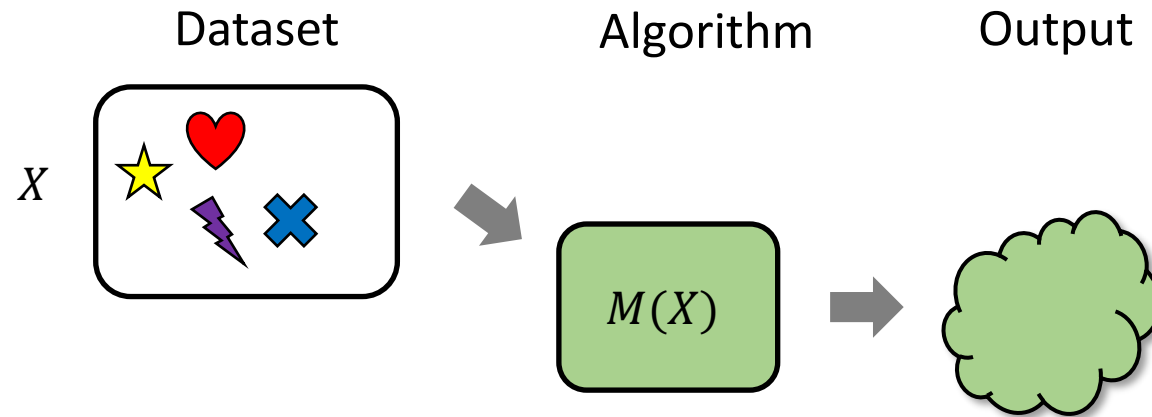 Dataset
Algorithm
Output
X
M(X)